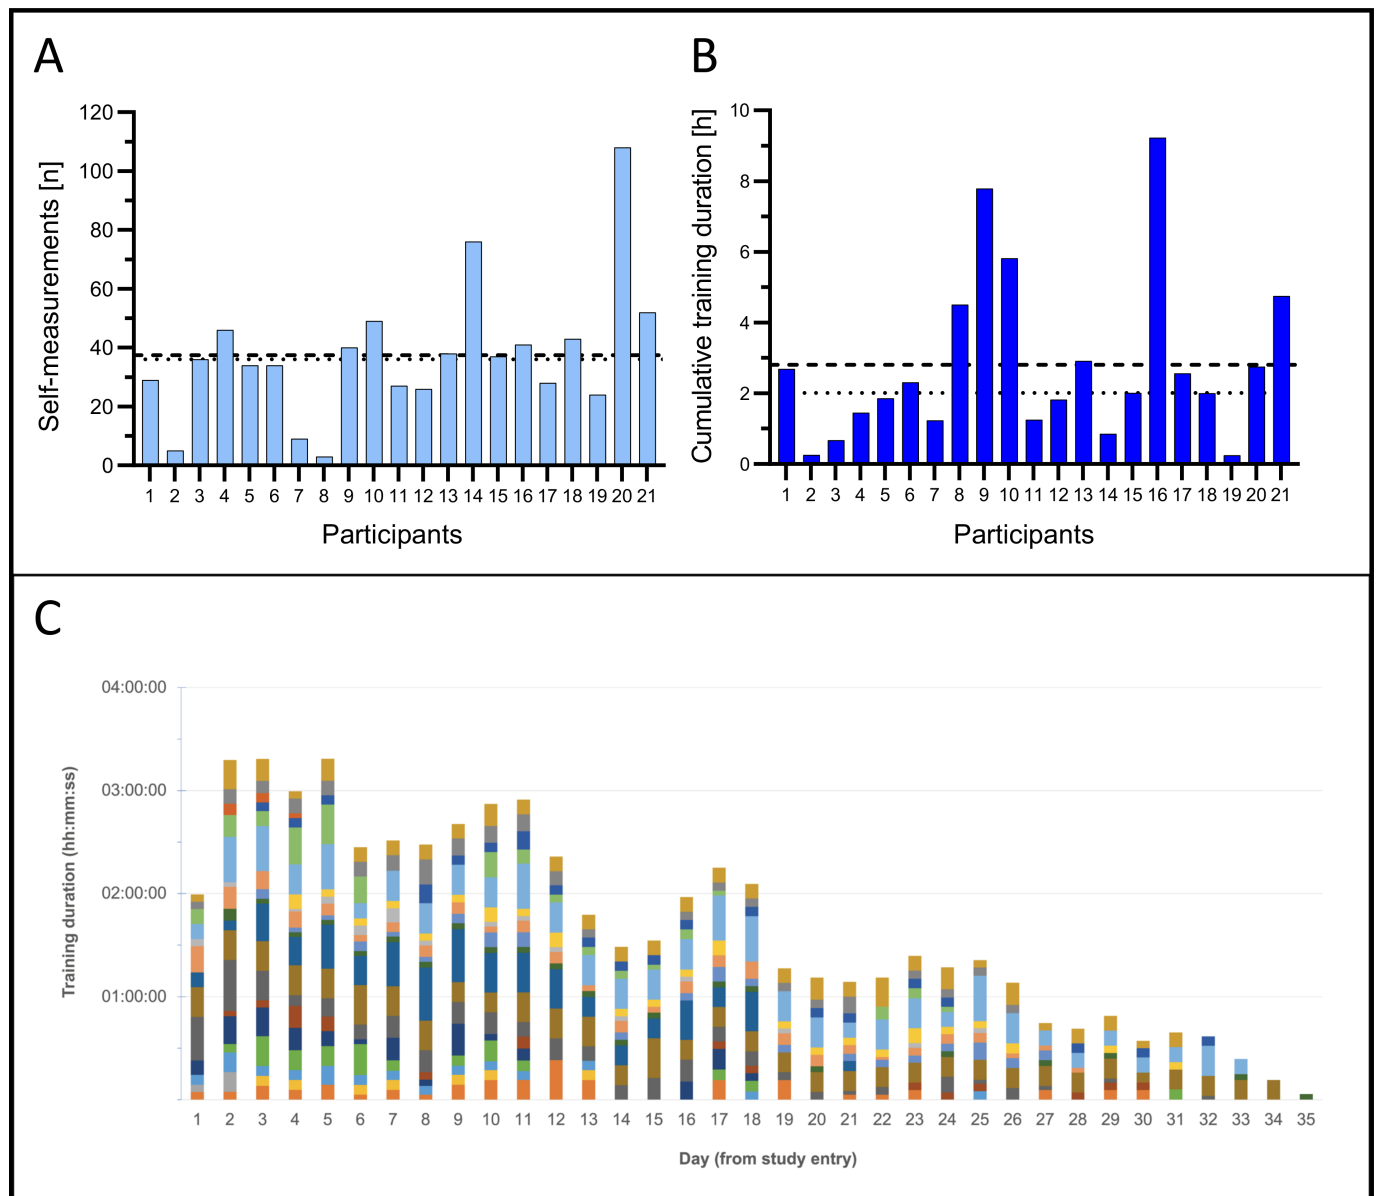 A
B
120
100
80
60
40
20
0
Self-measurements [n]
1 2 3 4 5 6 7 8 9 10 11 12 13 14 15 16 17 18 19 20 21
Participants
10
8
6
4
2
0
Cumulative training duration [h]
1 2 3 4 5 6 7 8 9 10 11 12 13 14 15 16 17 18 19 20 21
Participants
C
04:00:00
03:00:00
02:00:00
01:00:00
Training duration (hh:mm:ss)
1 2 3 4 5 6 7 8 9 10 11 12 13 14 15 16 17 18 19 20 21 22 23 24 25 26 27 28 29 30 31 32 33 34 35
Day (from study entry)